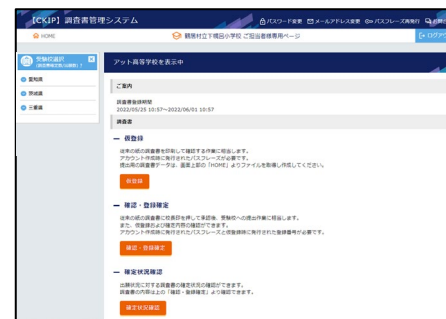 【CKIP】調査書管理システム
パスワード変更 メールアドレス変更 パスフレーズ再発行
HOME
鶴居村立下幌呂小学校 ご担当者様専用ページ
ログアウ
受験校選択
アット高等学校を表示中
愛知県
茨城県
三重県
ご案内
調査書登録期間
2022/05/25 10:57～2022/06/01 10:57
調査書
仮登録
従来の紙の調査書を印刷して確認する作業に相当します。
アカウント作成時に発行されたパスフレーズが必要です。
提出用の調査書データは、画面上部の「HOME」よりファイルを取得し作成してください。
仮登録
確認・登録確定
従来の紙の調査書に校長印を押して承認後、受験校への提出作業に相当します。
また、仮登録および確定内容の確認ができます。
アカウント作成時に発行されたパスフレーズと仮登録時に発行された登録番号が必要です。
確認・登録確定
確定状況確認
出願状況に対する調査書の確定状況の確認ができます。
調査書の内容は上の「確認・登録確定」より確認できます。
確定状況確認